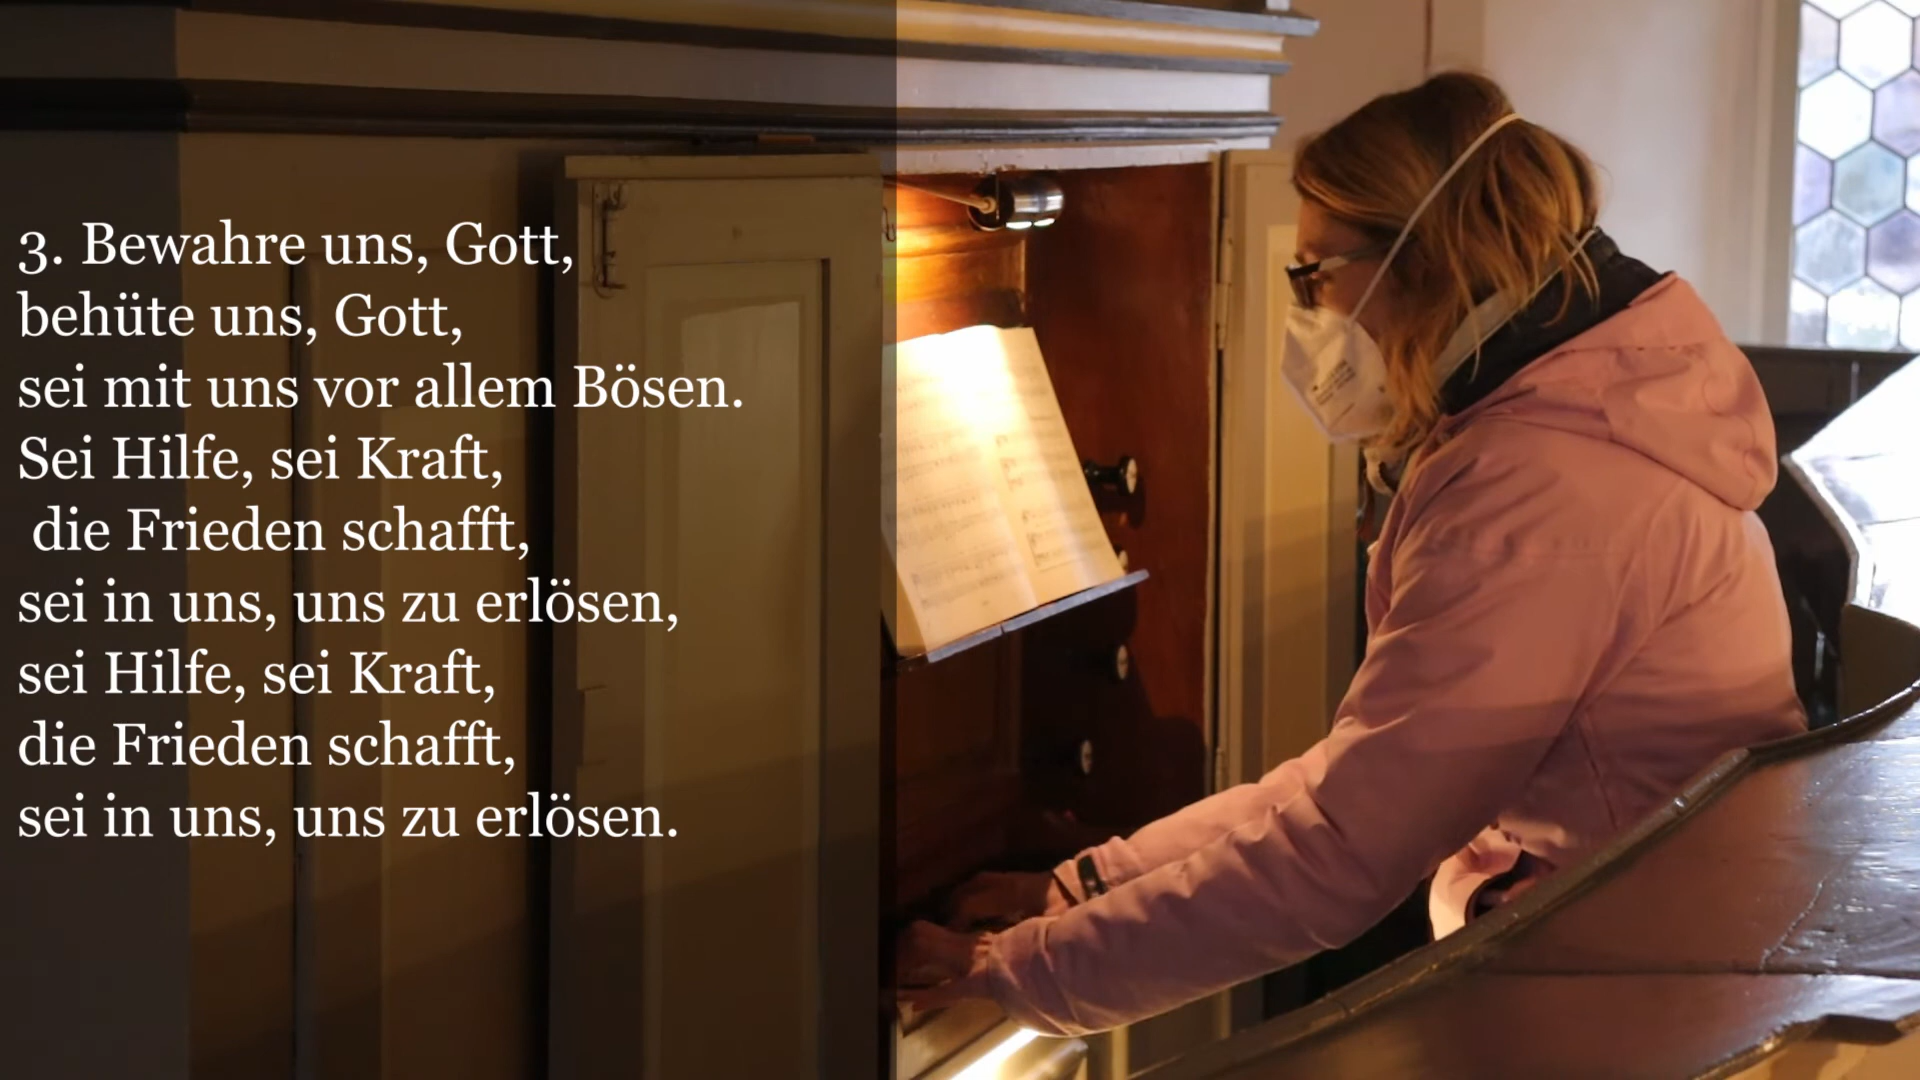 3. Bewahre uns, Gott,
behüte uns, Gott,
sei mit uns vor allem Bösen.
Sei Hilfe, sei Kraft,
die Frieden schafft,
sei in uns, uns zu erlösen,
sei Hilfe, sei Kraft,
die Frieden schafft,
sei in uns, uns zu erlösen.